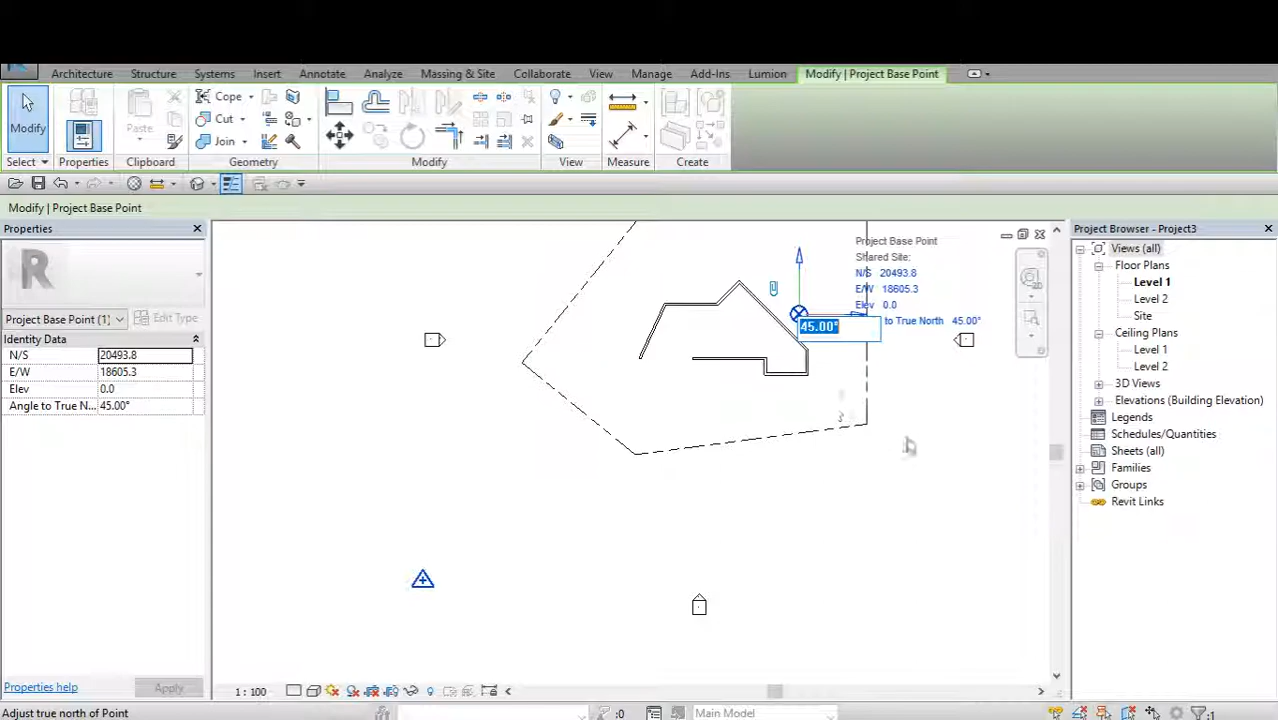 Architecture Structure Systems Insert Annotate Analyze Massing & Site Collaborate View Manage Add-Ins Lumion Modify | Project Base Point
Modify Paste Cope Cut Join
Select Properties Clipboard Geometry Modify View Measure Create
Modify | Project Base Point
Properties
Project Base Point (1) Edit Type
Identity Data
N/S 20493.8
E/W 18605.3
Elev 0.0
Angle to True N... 45.00°
Properties help Apply
Project Base Point
Shared Site:
N/S 20493.8
E/W 18605.3
Elev 0.0
to True North 45.00°
45.00°
Project Browser - Project3
Views (all)
Floor Plans
Level 1
Level 2
Site
Ceiling Plans
Level 1
Level 2
3D Views
Elevations (Building Elevation)
Legends
Schedules/Quantities
Sheets (all)
Families
Groups
Revit Links
1 : 100
Adjust true north of Point :0 Main Model :1